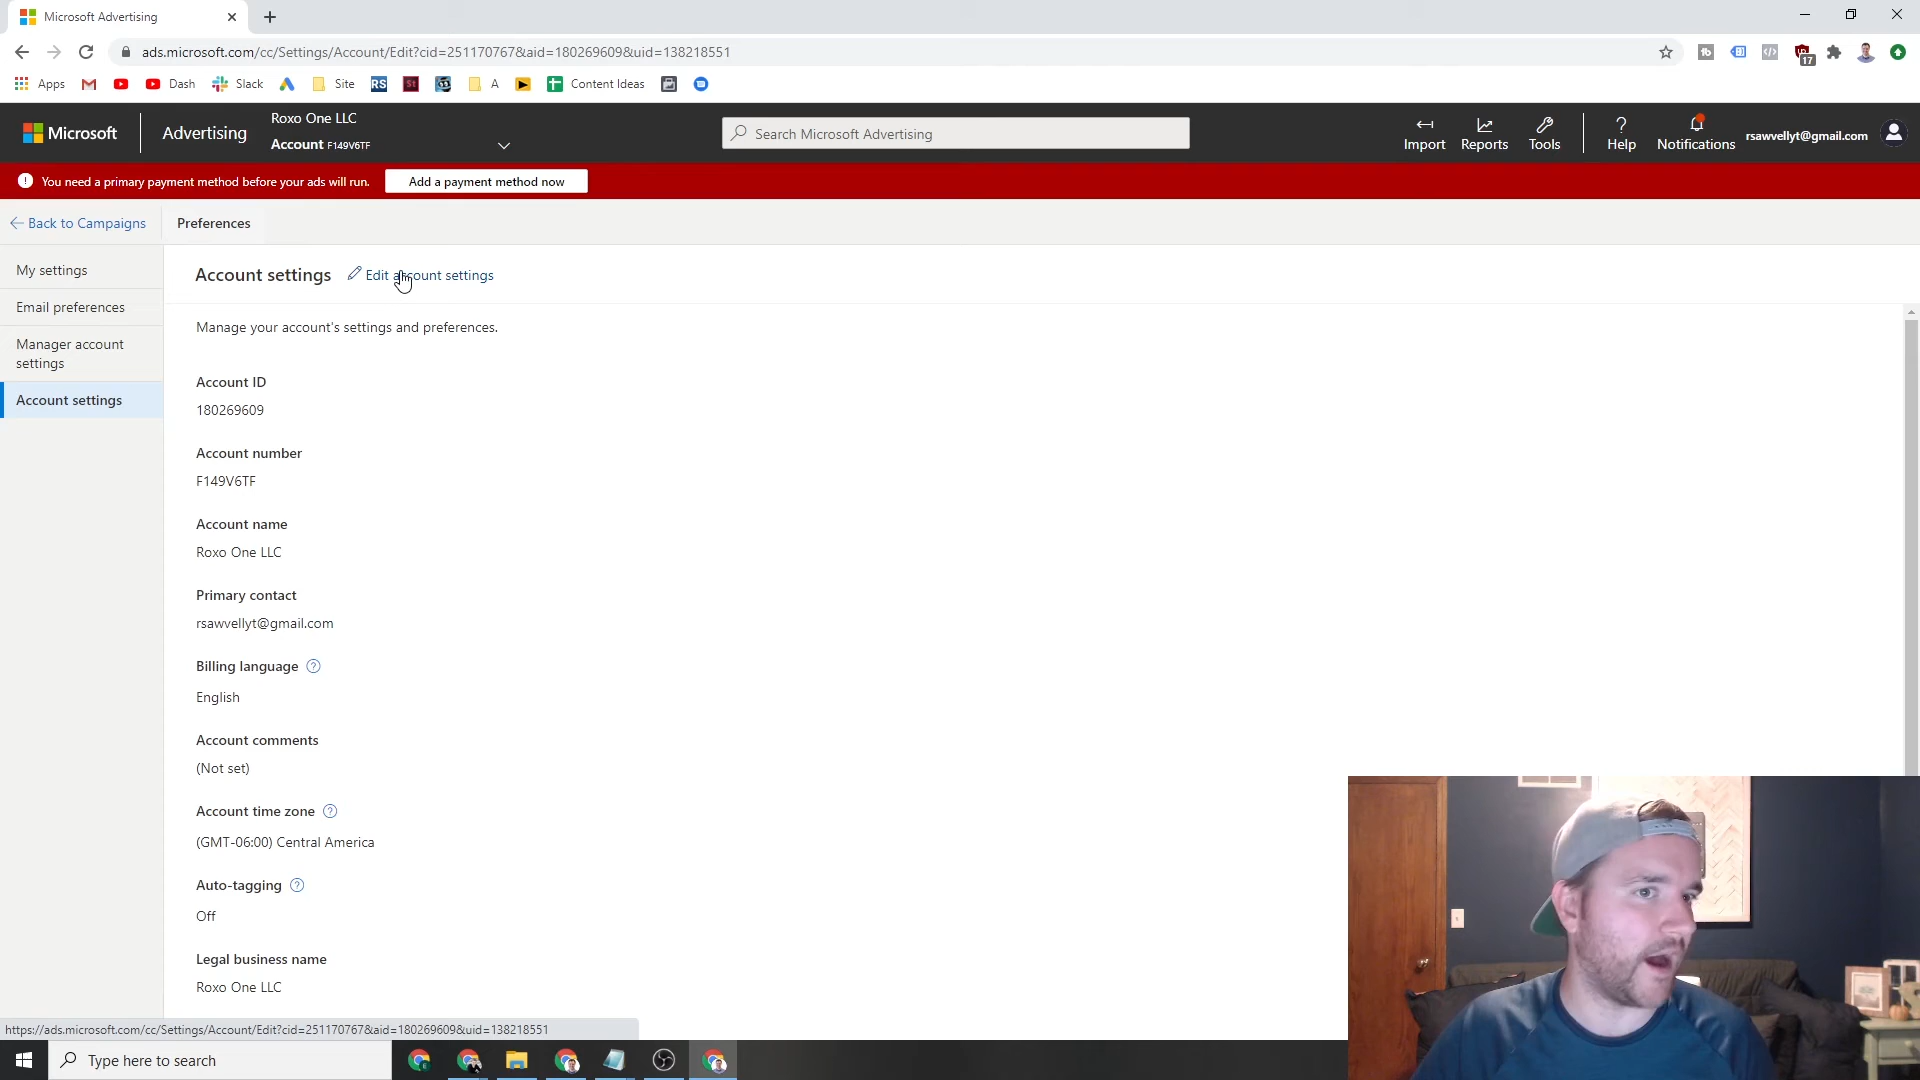 Microsoft Advertising
ads.microsoft.com/cc/Settings/Account/Edit?cid=251170767&aid=180269609&uid=138218551
17
Apps
Dash
Slack
Site
RS
St
A
Content Ideas
Microsoft
Advertising
Roxo One LLC
Account F149V6TF
Search Microsoft Advertising
Import
Reports
Tools
Help
Notifications
rsawvellyt@gmail.com
You need a primary payment method before your ads will run.
Add a payment method now
Back to Campaigns
Preferences
My settings
Email preferences
Manager account
settings
Account settings
Account settings
Edit account settings
Manage your account's settings and preferences.
Account ID
180269609
Account number
F149V6TF
Account name
Roxo One LLC
Primary contact
rsawvellyt@gmail.com
Billing language
English
Account comments
(Not set)
Account time zone
(GMT-06:00) Central America
Auto-tagging
Off
Legal business name
Roxo One LLC
https://ads.microsoft.com/cc/Settings/Account/Edit?cid=251170767&aid=180269609&uid=138218551
Type here to search